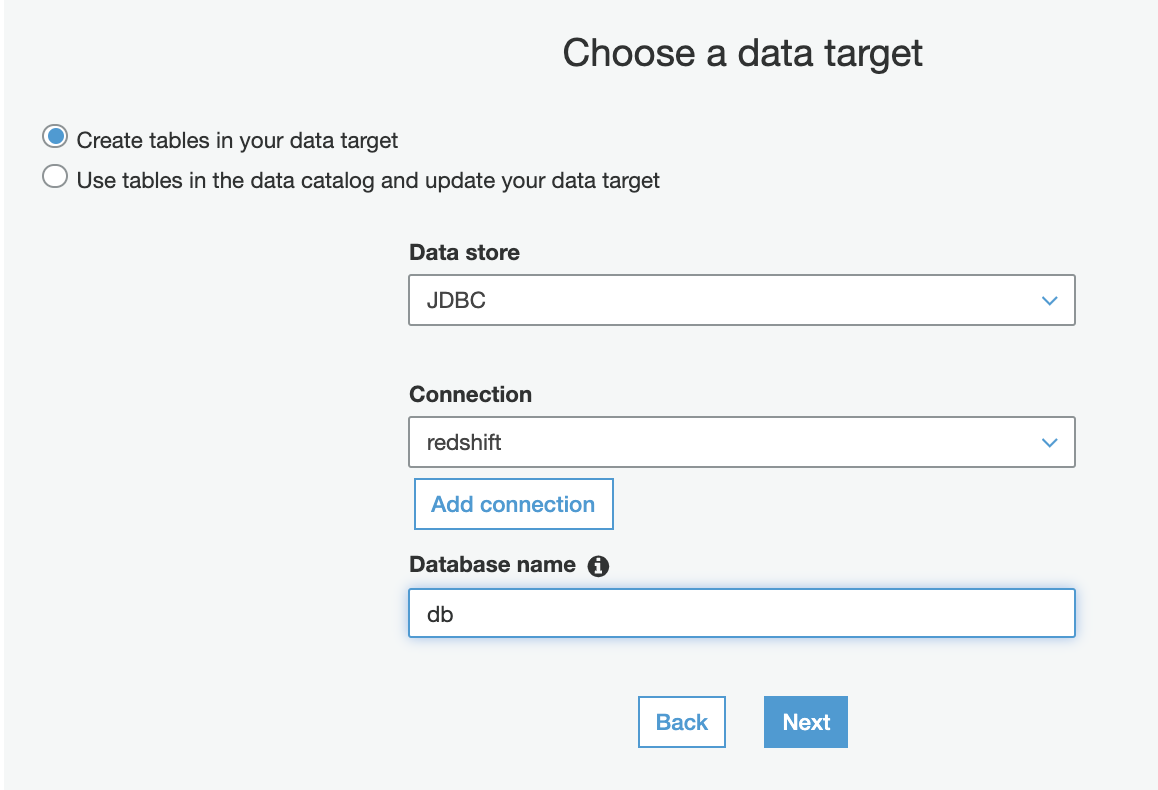 Choose a data target
Create tables in your data target
Use tables in the data catalog and update your data target
Data store
JDBC
Connection
redshift
Add connection
Database name
db
Back
Next